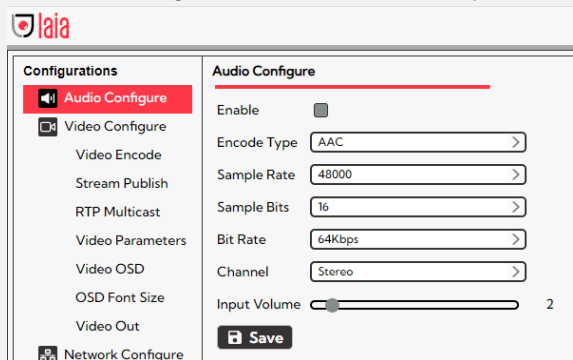 laia
Configurations
Audio Configure
Video Configure
Video Encode
Stream Publish
RTP Multicast
Video Parameters
Video OSD
OSD Font Size
Video Out
Network Configure
Audio Configure
Enable
Encode Type AAC
Sample Rate 48000
Sample Bits 16
Bit Rate 64Kbps
Channel Stereo
Input Volume 2
Save